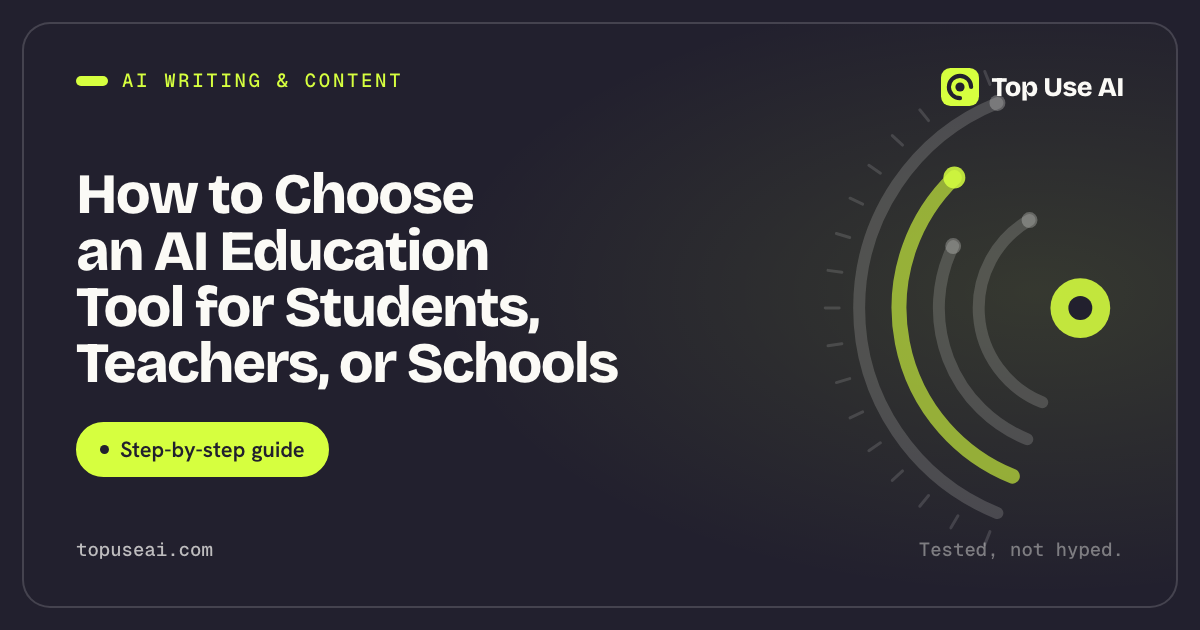 AI WRITING & CONTENT
Top Use AI
How to Choose
an AI Education
Tool for Students,
Teachers, or Schools
Step-by-step guide
topuseai.com
Tested, not hyped.